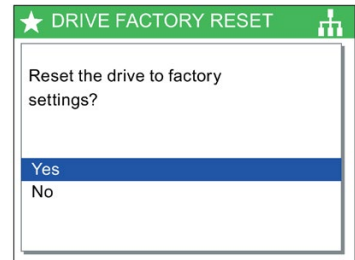 DRIVE FACTORY RESET
Reset the drive to factory
settings?
Yes
No